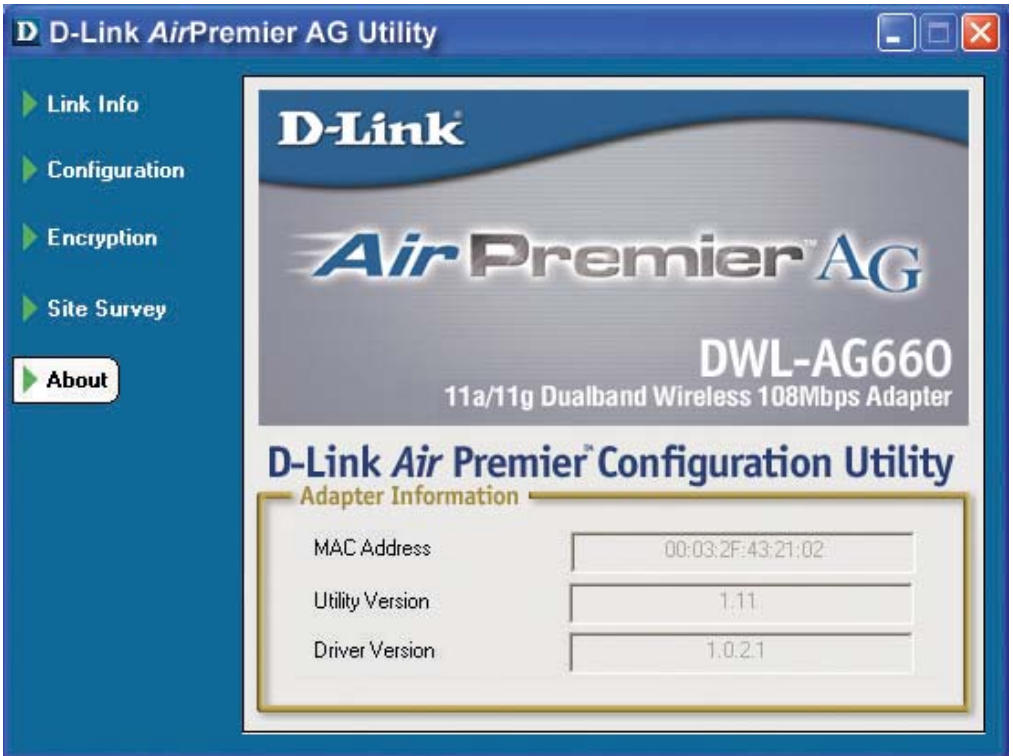 D D-Link AirPremier AG Utility
Link Info
Configuration
Encryption
Site Survey
About
D-Link
Air Premier™ AG
DWL-AG660
11a/11g Dualband Wireless 108Mbps Adapter
D-Link Air Premier™ Configuration Utility
Adapter Information
MAC Address 00:03:2F:43:21:02
Utility Version 1.11
Driver Version 1.0.2.1